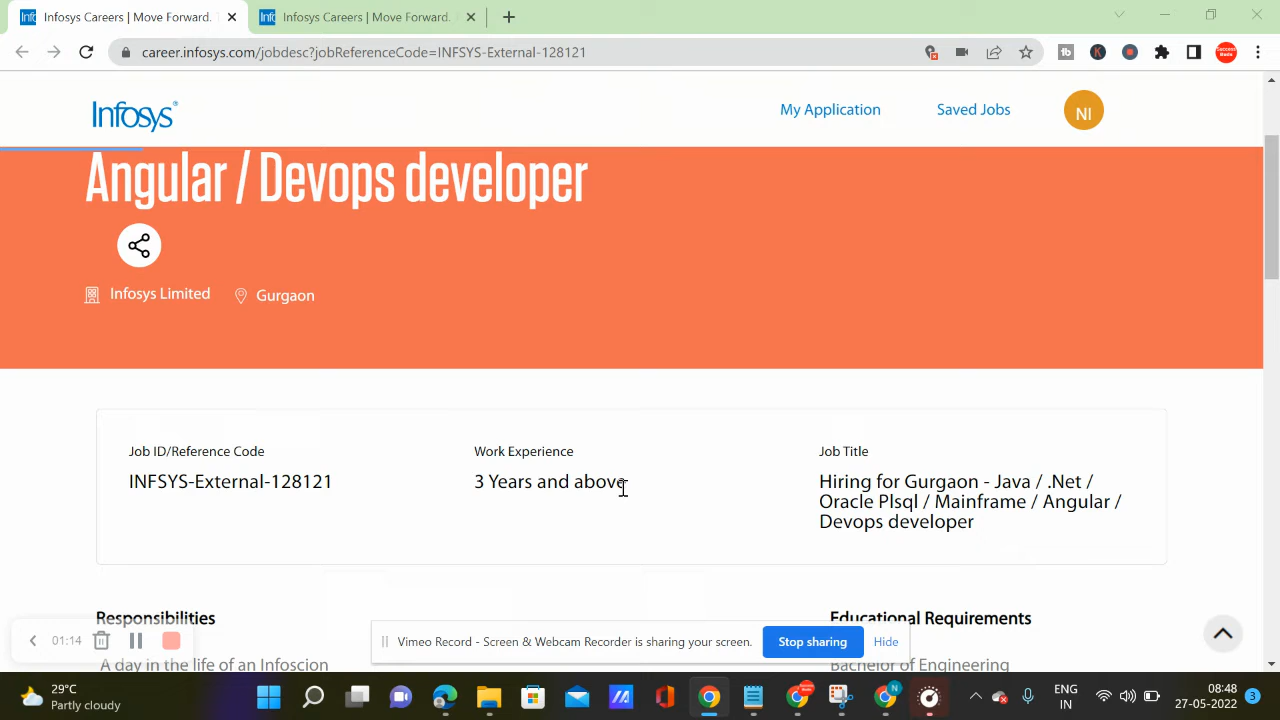 Infosys Careers | Move Forward. T
Infosys Careers | Move Forward.
career.infosys.com/jobdesc?jobReferenceCode=INFSYS-External-128121
Infosys®
My Application
Saved Jobs
NI
Angular / Devops developer
Infosys Limited
Gurgaon
Job ID/Reference Code
Work Experience
Job Title
INFSYS-External-128121
3 Years and above
Hiring for Gurgaon - Java / .Net /
Oracle Plsql / Mainframe / Angular /
Devops developer
Responsibilities
Educational Requirements
01:14
Vimeo Record - Screen & Webcam Recorder is sharing your screen.
Stop sharing
Hide
A day in the life of an Infoscion
Bachelor of Engineering
29°C
Partly cloudy
ENG
IN
08:48
27-05-2022
3